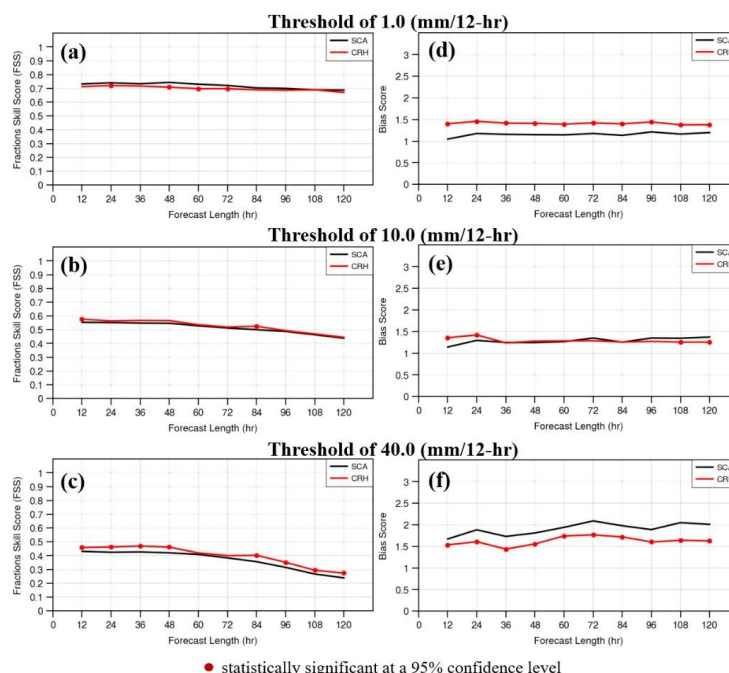 Threshold of 1.0 (mm/12-hr)
(a)
SCA
CRH
Fractions Skill Score (FSS)
1
0.9
0.8
0.7
0.6
0.5
0.4
0.3
0.2
0.1
0
0 12 24 36 48 60 72 84 96 108 120
Forecast Length (hr)
(d)
SCA
CRH
Bias Score
3
2.5
2
1.5
1
0.5
0
0 12 24 36 48 60 72 84 96 108 120
Forecast Length (hr)
Threshold of 10.0 (mm/12-hr)
(b)
SCA
CRH
Fractions Skill Score (FSS)
1
0.9
0.8
0.7
0.6
0.5
0.4
0.3
0.2
0.1
0
0 12 24 36 48 60 72 84 96 108 120
Forecast Length (hr)
(e)
SCA
CRH
Bias Score
3
2.5
2
1.5
1
0.5
0
0 12 24 36 48 60 72 84 96 108 120
Forecast Length (hr)
Threshold of 40.0 (mm/12-hr)
(c)
SCA
CRH
Fractions Skill Score (FSS)
1
0.9
0.8
0.7
0.6
0.5
0.4
0.3
0.2
0.1
0
0 12 24 36 48 60 72 84 96 108 120
Forecast Length (hr)
(f)
SCA
CRH
Bias Score
3
2.5
2
1.5
1
0.5
0
0 12 24 36 48 60 72 84 96 108 120
Forecast Length (hr)
statistically significant at a 95% confidence level